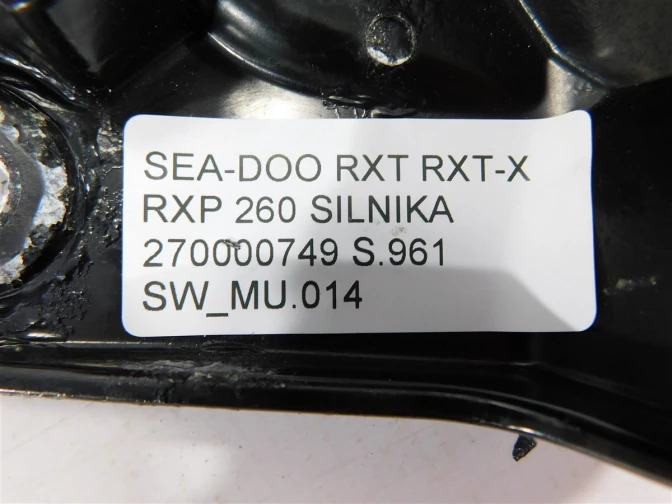 SEA-DOO RXT RXT-X
RXP 260 SILNIKA
270000749 S.961
SW_MU.014